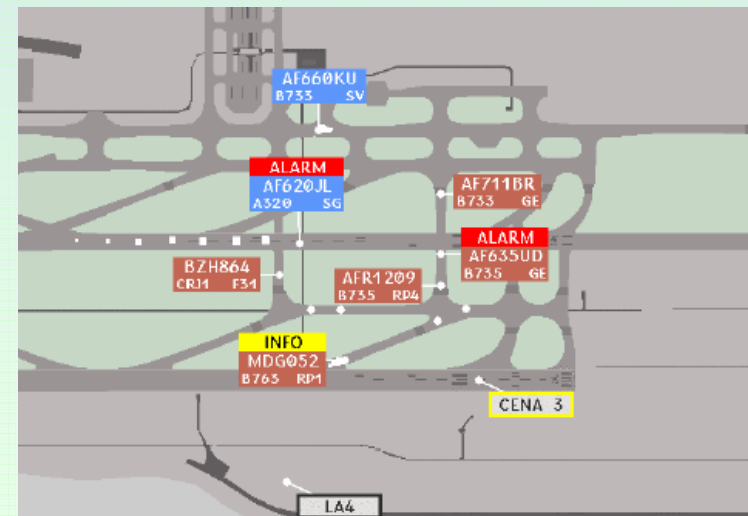 AF660KU
B733 SV
ALARM
AF620JL
A320 SG
AF711BR
B733 GE
ALARM
AF635UD
B735 GE
BZH864
CRJ1 F31
AFR1209
B735 RP4
INFO
MDG052
B763 RP1
CENA 3
LA4